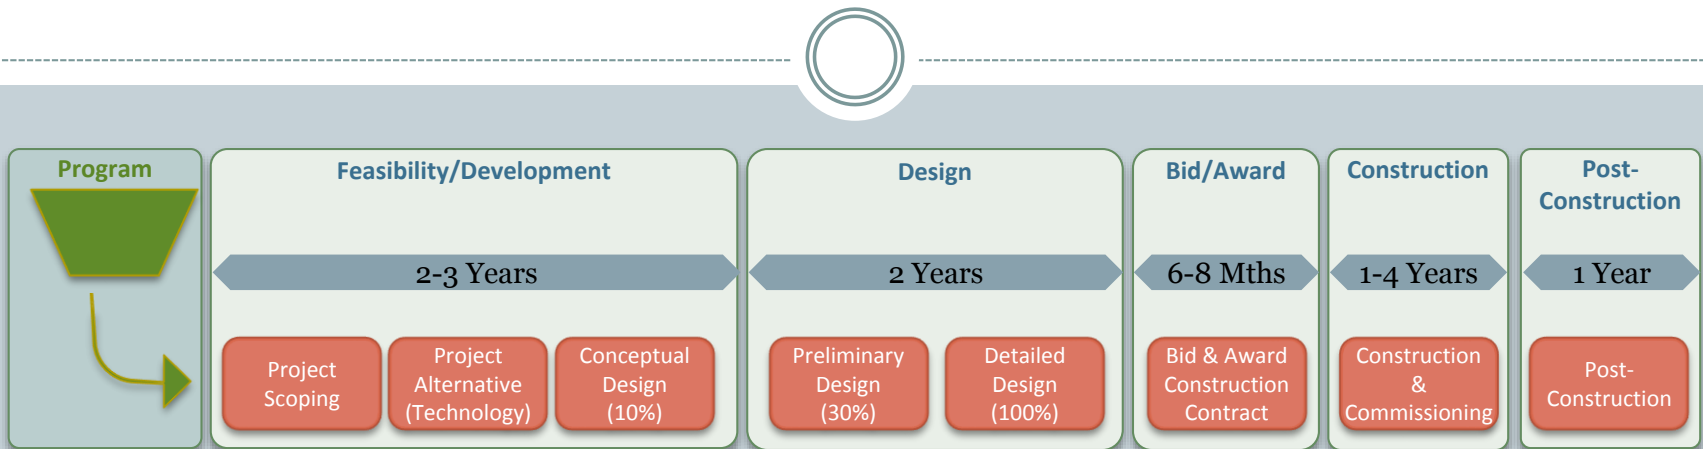 Program
Feasibility/Development
Design
Bid/Award
Construction
Post-
Construction
2-3 Years
2 Years
6-8 Mths
1-4 Years
1 Year
Project
Scoping
Project
Alternative
(Technology)
Conceptual
Design
(10%)
Preliminary
Design
(30%)
Detailed
Design
(100%)
Bid & Award
Construction
Contract
Construction
&
Commissioning
Post-
Construction